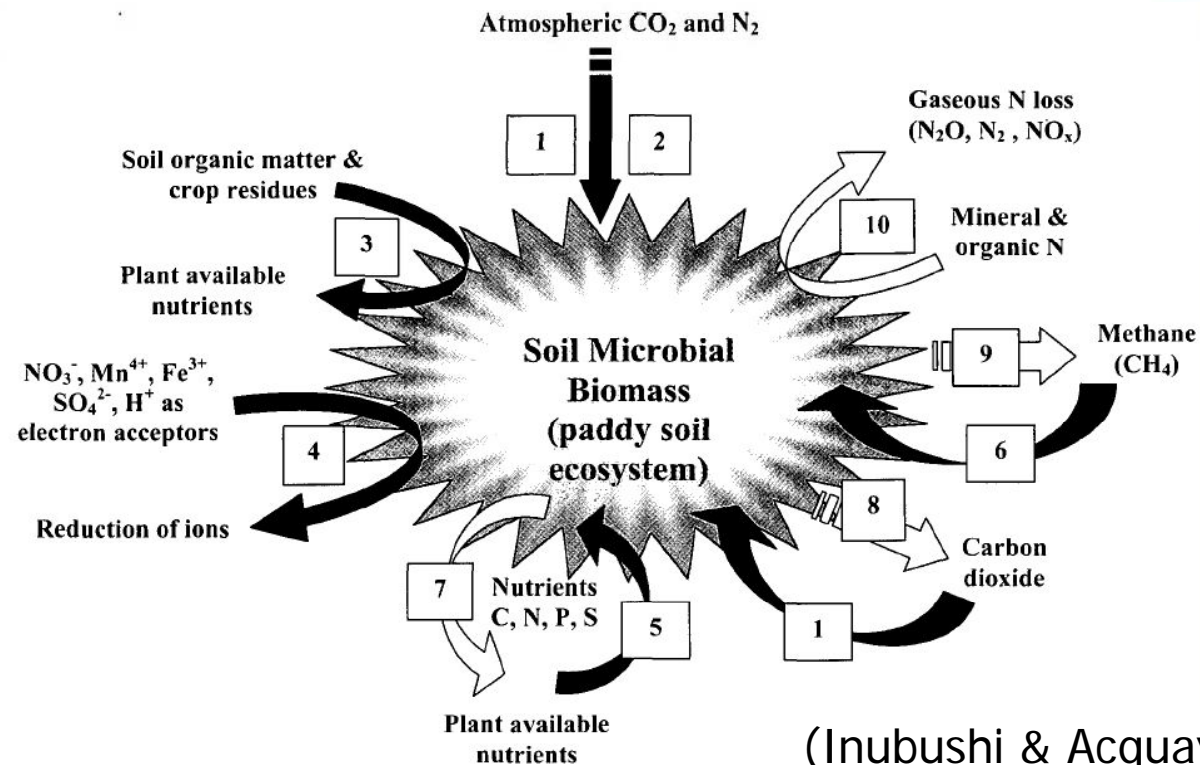 Atmospheric CO₂ and N₂
Gaseous N loss
(N₂O, N₂ , NOₓ)
1
2
Soil organic matter &
crop residues
10
Mineral &
organic N
3
Plant available
nutrients
Soil Microbial
Biomass
(paddy soil
ecosystem)
9
Methane
(CH₄)
NO₃⁻, Mn⁴⁺, Fe³⁺,
SO₄²⁻, H⁺ as
electron acceptors
4
6
8
Reduction of ions
Carbon
dioxide
7
Nutrients
C, N, P, S
5
1
Plant available
nutrients
(Inubushi & Acquay